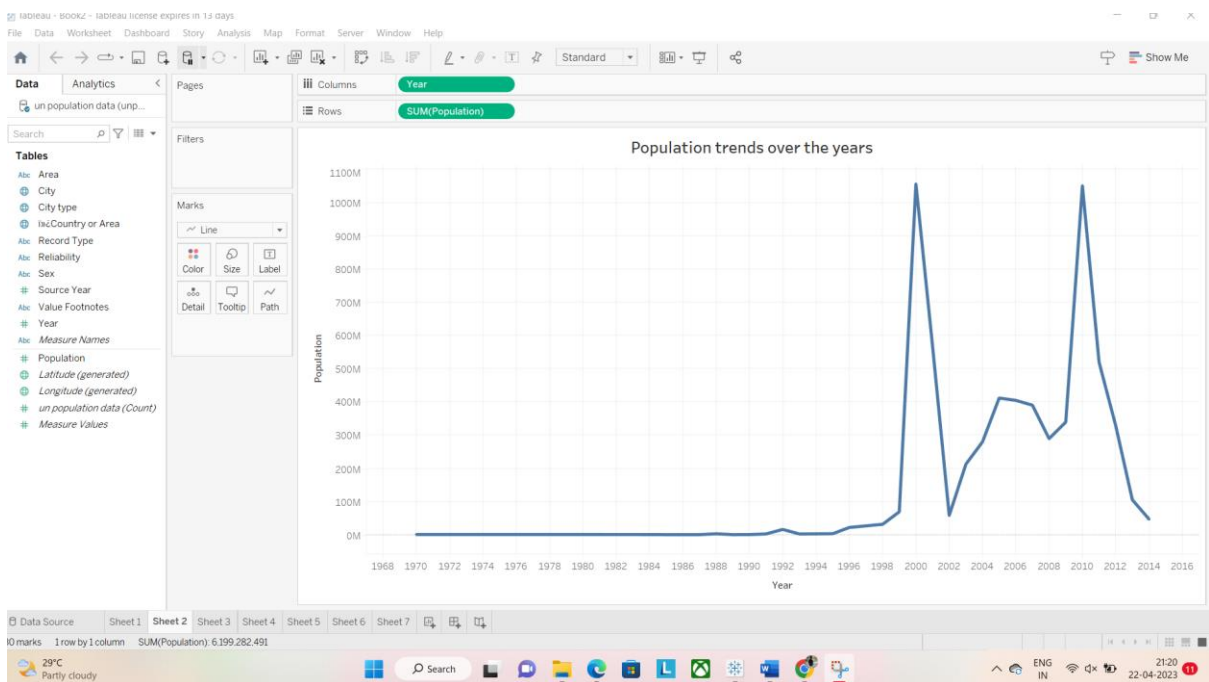 Tableau - Book2 - Tableau license expires in 13 days
File Data Worksheet Dashboard Story Analysis Map Format Server Window Help
Standard
Show Me
Data Analytics
Pages
iii Columns Year
un population data (unp...
Rows SUM(Population)
Search
Filters
Population trends over the years
Tables
Abc Area
City
City type
ï»¿Country or Area
Abc Record Type
Abc Reliability
Abc Sex
# Source Year
Abc Value Footnotes
# Year
Abc Measure Names
# Population
Latitude (generated)
Longitude (generated)
# un population data (Count)
# Measure Values
Marks
Line
Color Size Label
Detail Tooltip Path
1100M
1000M
900M
800M
700M
600M
500M
400M
300M
200M
100M
0M
Population
1968 1970 1972 1974 1976 1978 1980 1982 1984 1986 1988 1990 1992 1994 1996 1998 2000 2002 2004 2006 2008 2010 2012 2014 2016
Year
Data Source Sheet 1 Sheet 2 Sheet 3 Sheet 4 Sheet 5 Sheet 6 Sheet 7
0 marks 1 row by 1 column SUM(Population): 6,199,282,491
29°C
Partly cloudy
Search
ENG
IN
21:20
22-04-2023
11